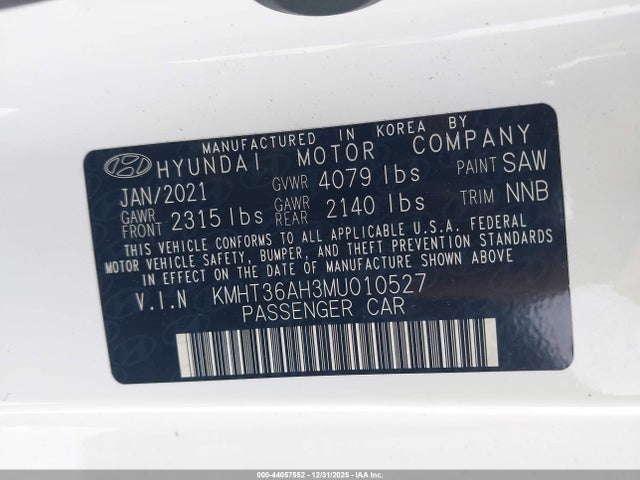 MANUFACTURED IN KOREA BY
HYUNDAI MOTOR COMPANY
JAN/2021 GVWR 4079 lbs PAINT SAW
GAWR FRONT 2315 lbs GAWR REAR 2140 lbs TRIM NNB
THIS VEHICLE CONFORMS TO ALL APPLICABLE U.S.A. FEDERAL
MOTOR VEHICLE SAFETY, BUMPER, AND THEFT PREVENTION STANDARDS
IN EFFECT ON THE DATE OF MANUFACTURE SHOWN ABOVE
V.I.N KMHT36AH3MU010527
PASSENGER CAR
000-44057552 - 12/31/2025 - IAA, Inc.